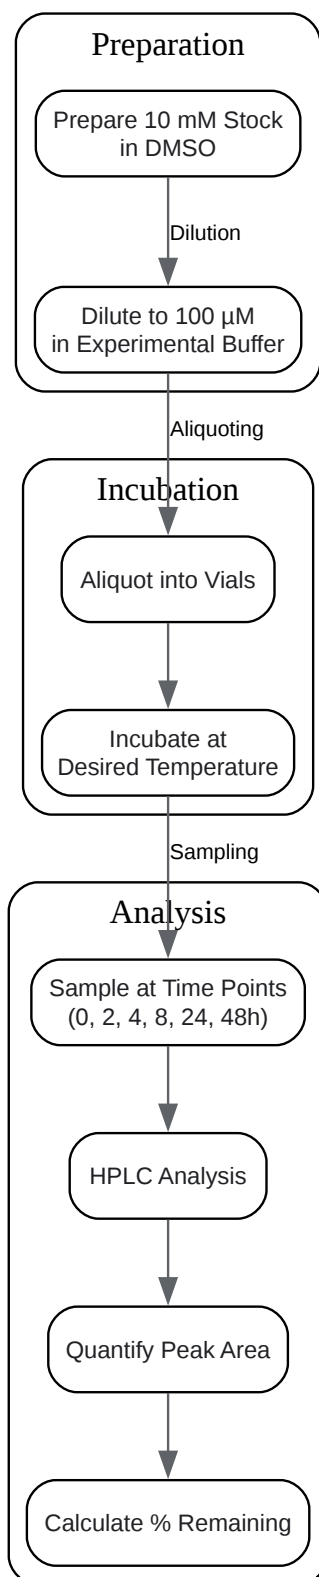 Preparation
Prepare 10 mM Stock
in DMSO
Dilution
Dilute to 100 µM
in Experimental Buffer
Aliquoting
Incubation
Aliquot into Vials
Incubate at
Desired Temperature
Sampling
Analysis
Sample at Time Points
(0, 2, 4, 8, 24, 48h)
HPLC Analysis
Quantify Peak Area
Calculate % Remaining